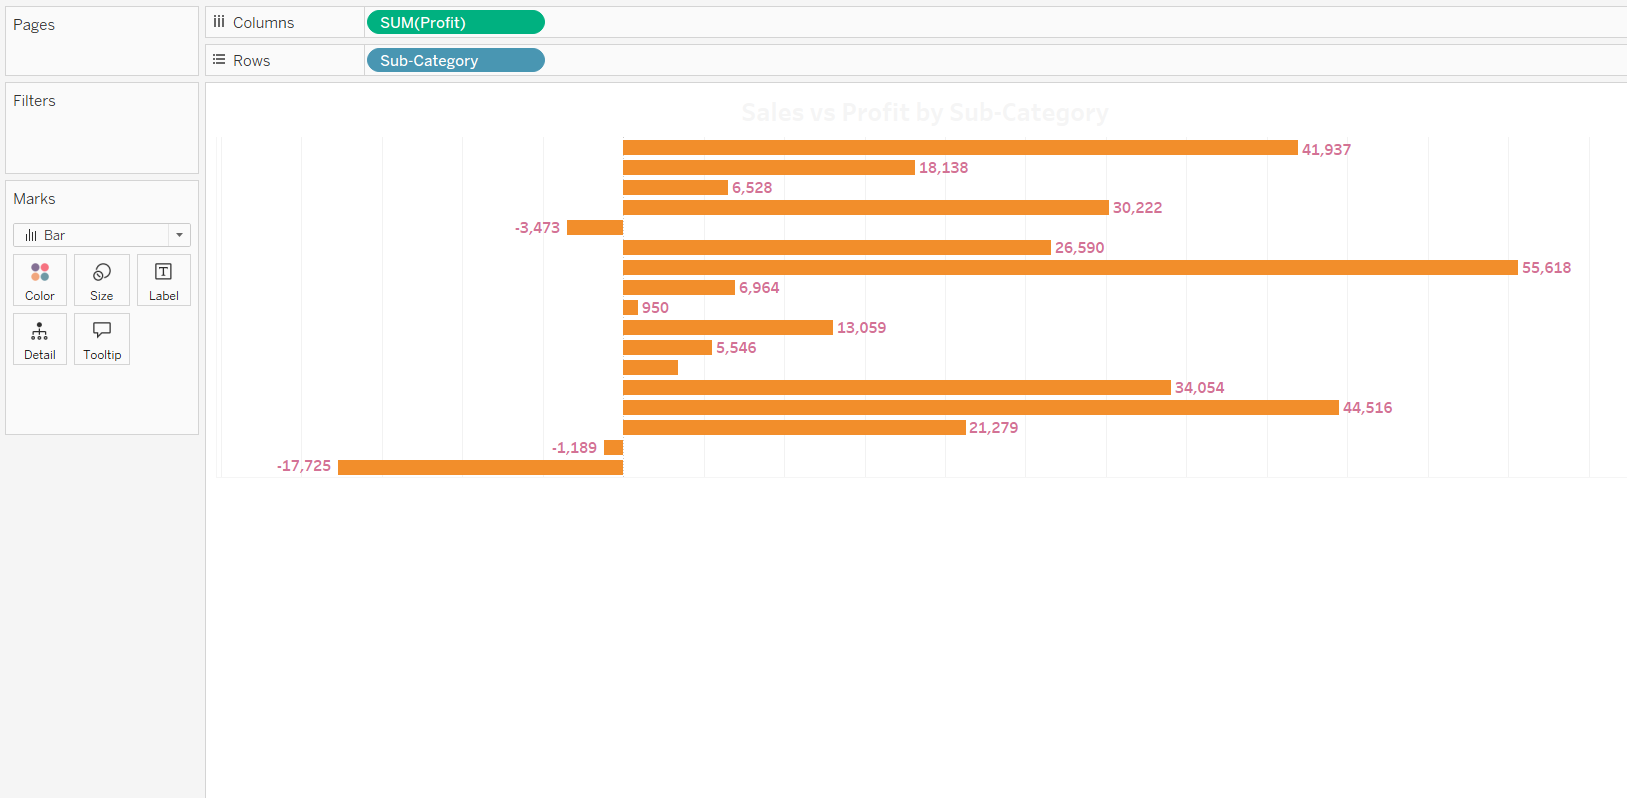 Pages
Columns
SUM(Profit)
Rows
Sub-Category
Filters
Marks
Bar
Color
Size
Label
Detail
Tooltip
Sales vs Profit by Sub-Category
41,937
18,138
6,528
30,222
-3,473
26,590
55,618
6,964
950
13,059
5,546
34,054
44,516
21,279
-1,189
-17,725